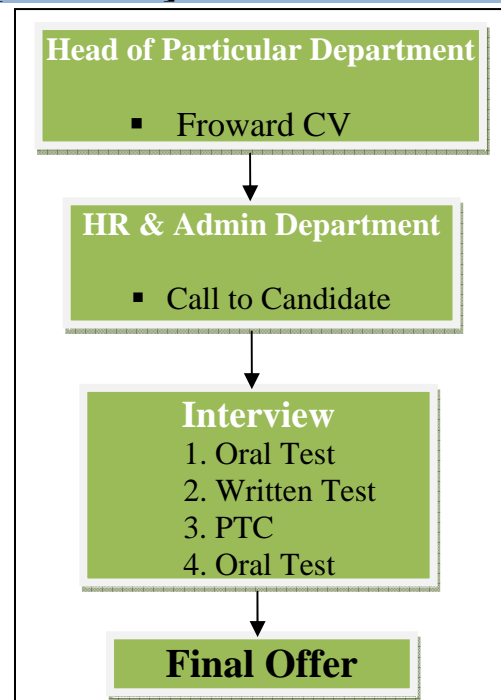 Head of Particular Department
▪ Froward CV
HR & Admin Department
▪ Call to Candidate
Interview
1. Oral Test
2. Written Test
3. PTC
4. Oral Test
Final Offer